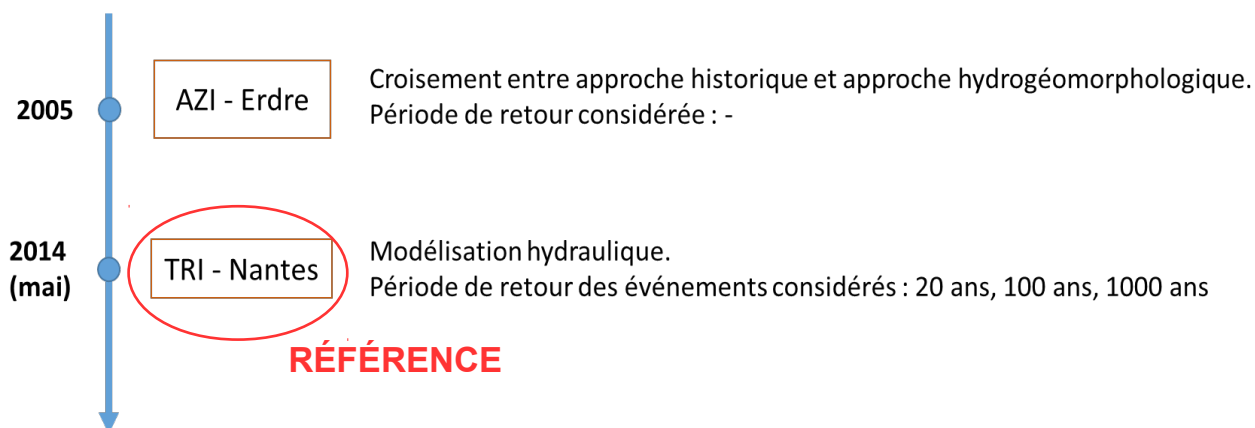 2005
AZI - Erdre
Croisement entre approche historique et approche hydrogéomorphologique.
Période de retour considérée : -
2014
(mai)
TRI - Nantes
Modélisation hydraulique.
Période de retour des événements considérés : 20 ans, 100 ans, 1000 ans
RÉFÉRENCE